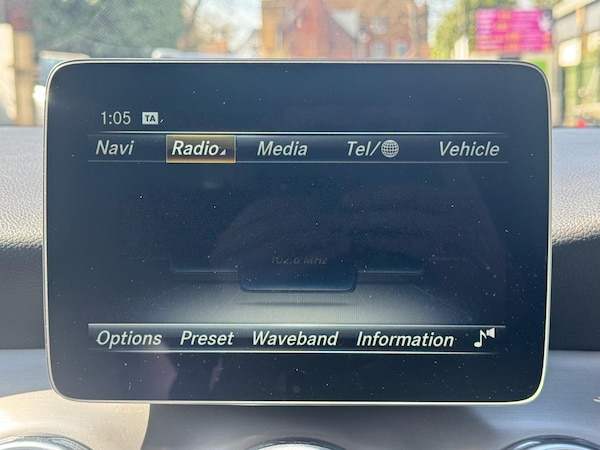 1:05 TA
Navi Radio Media Tel/ Vehicle
102.6 MHz
Options Preset Waveband Information